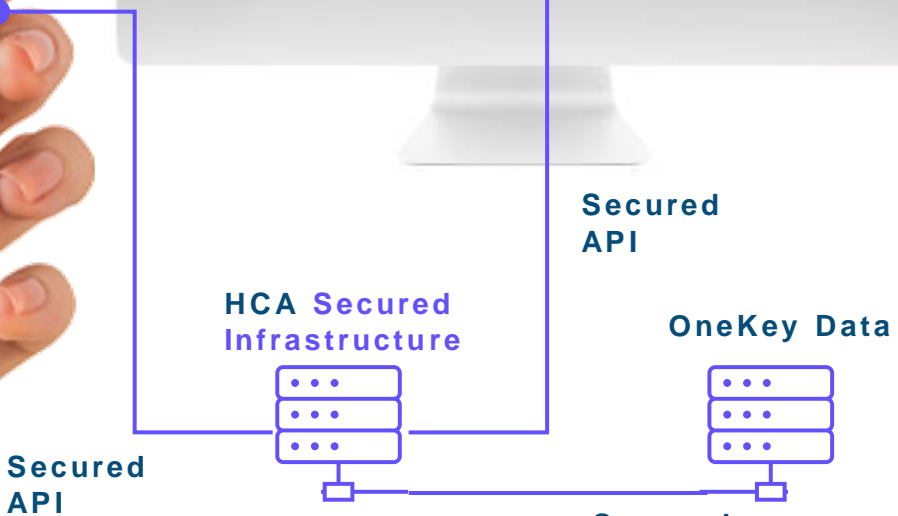 Secured
API
HCA Secured
Infrastructure
OneKey Data
Secured
API